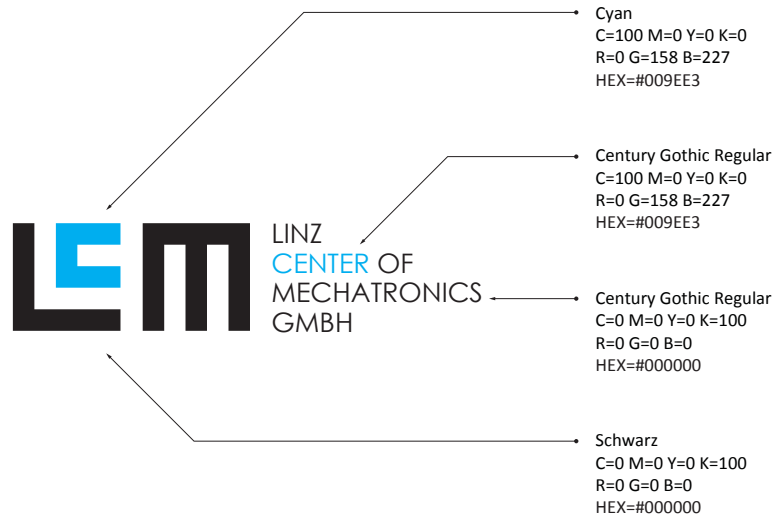 Cyan
C=100 M=0 Y=0 K=0
R=0 G=158 B=227
HEX=#009EE3
Century Gothic Regular
C=100 M=0 Y=0 K=0
R=0 G=158 B=227
HEX=#009EE3
LCM
LINZ
CENTER OF
MECHATRONICS
GMBH
Century Gothic Regular
C=0 M=0 Y=0 K=100
R=0 G=0 B=0
HEX=#000000
Schwarz
C=0 M=0 Y=0 K=100
R=0 G=0 B=0
HEX=#000000